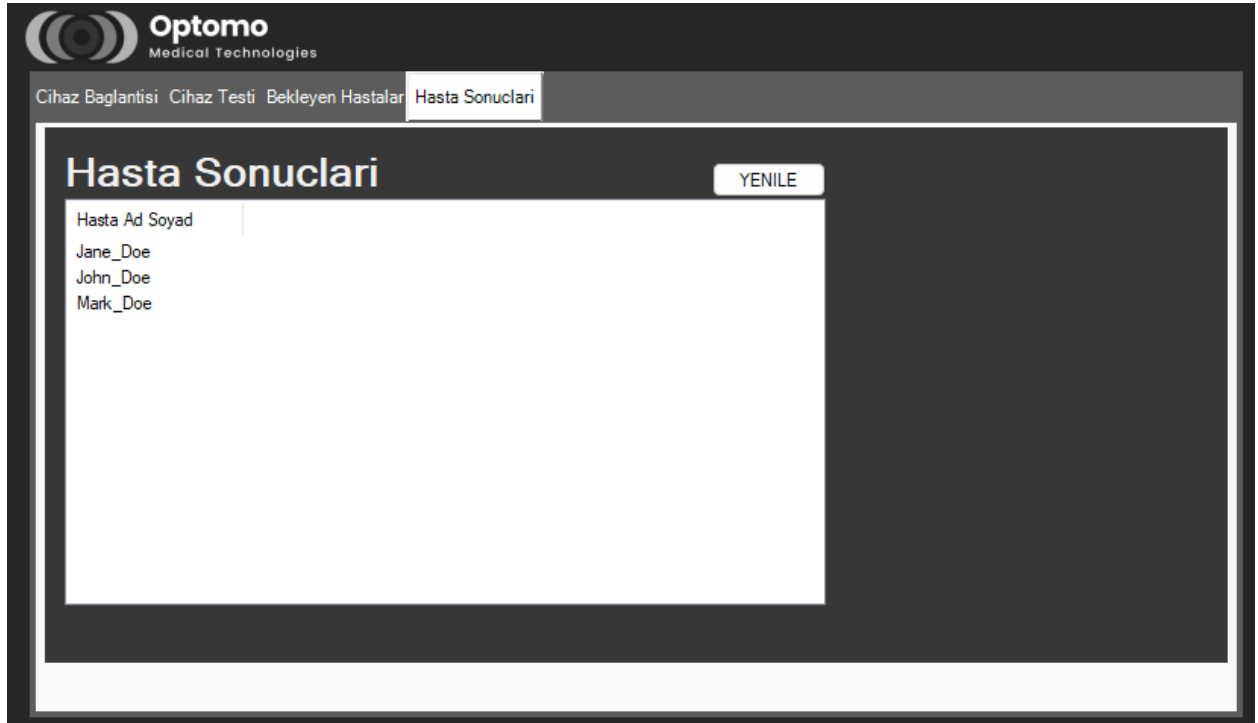 Optomo
Medical Technologies
Cihaz Baglantisi Cihaz Testi Bekleyen Hastalar Hasta Sonuclari
Hasta Sonuclari
YENILE
Hasta Ad Soyad
Jane_Doe
John_Doe
Mark_Doe